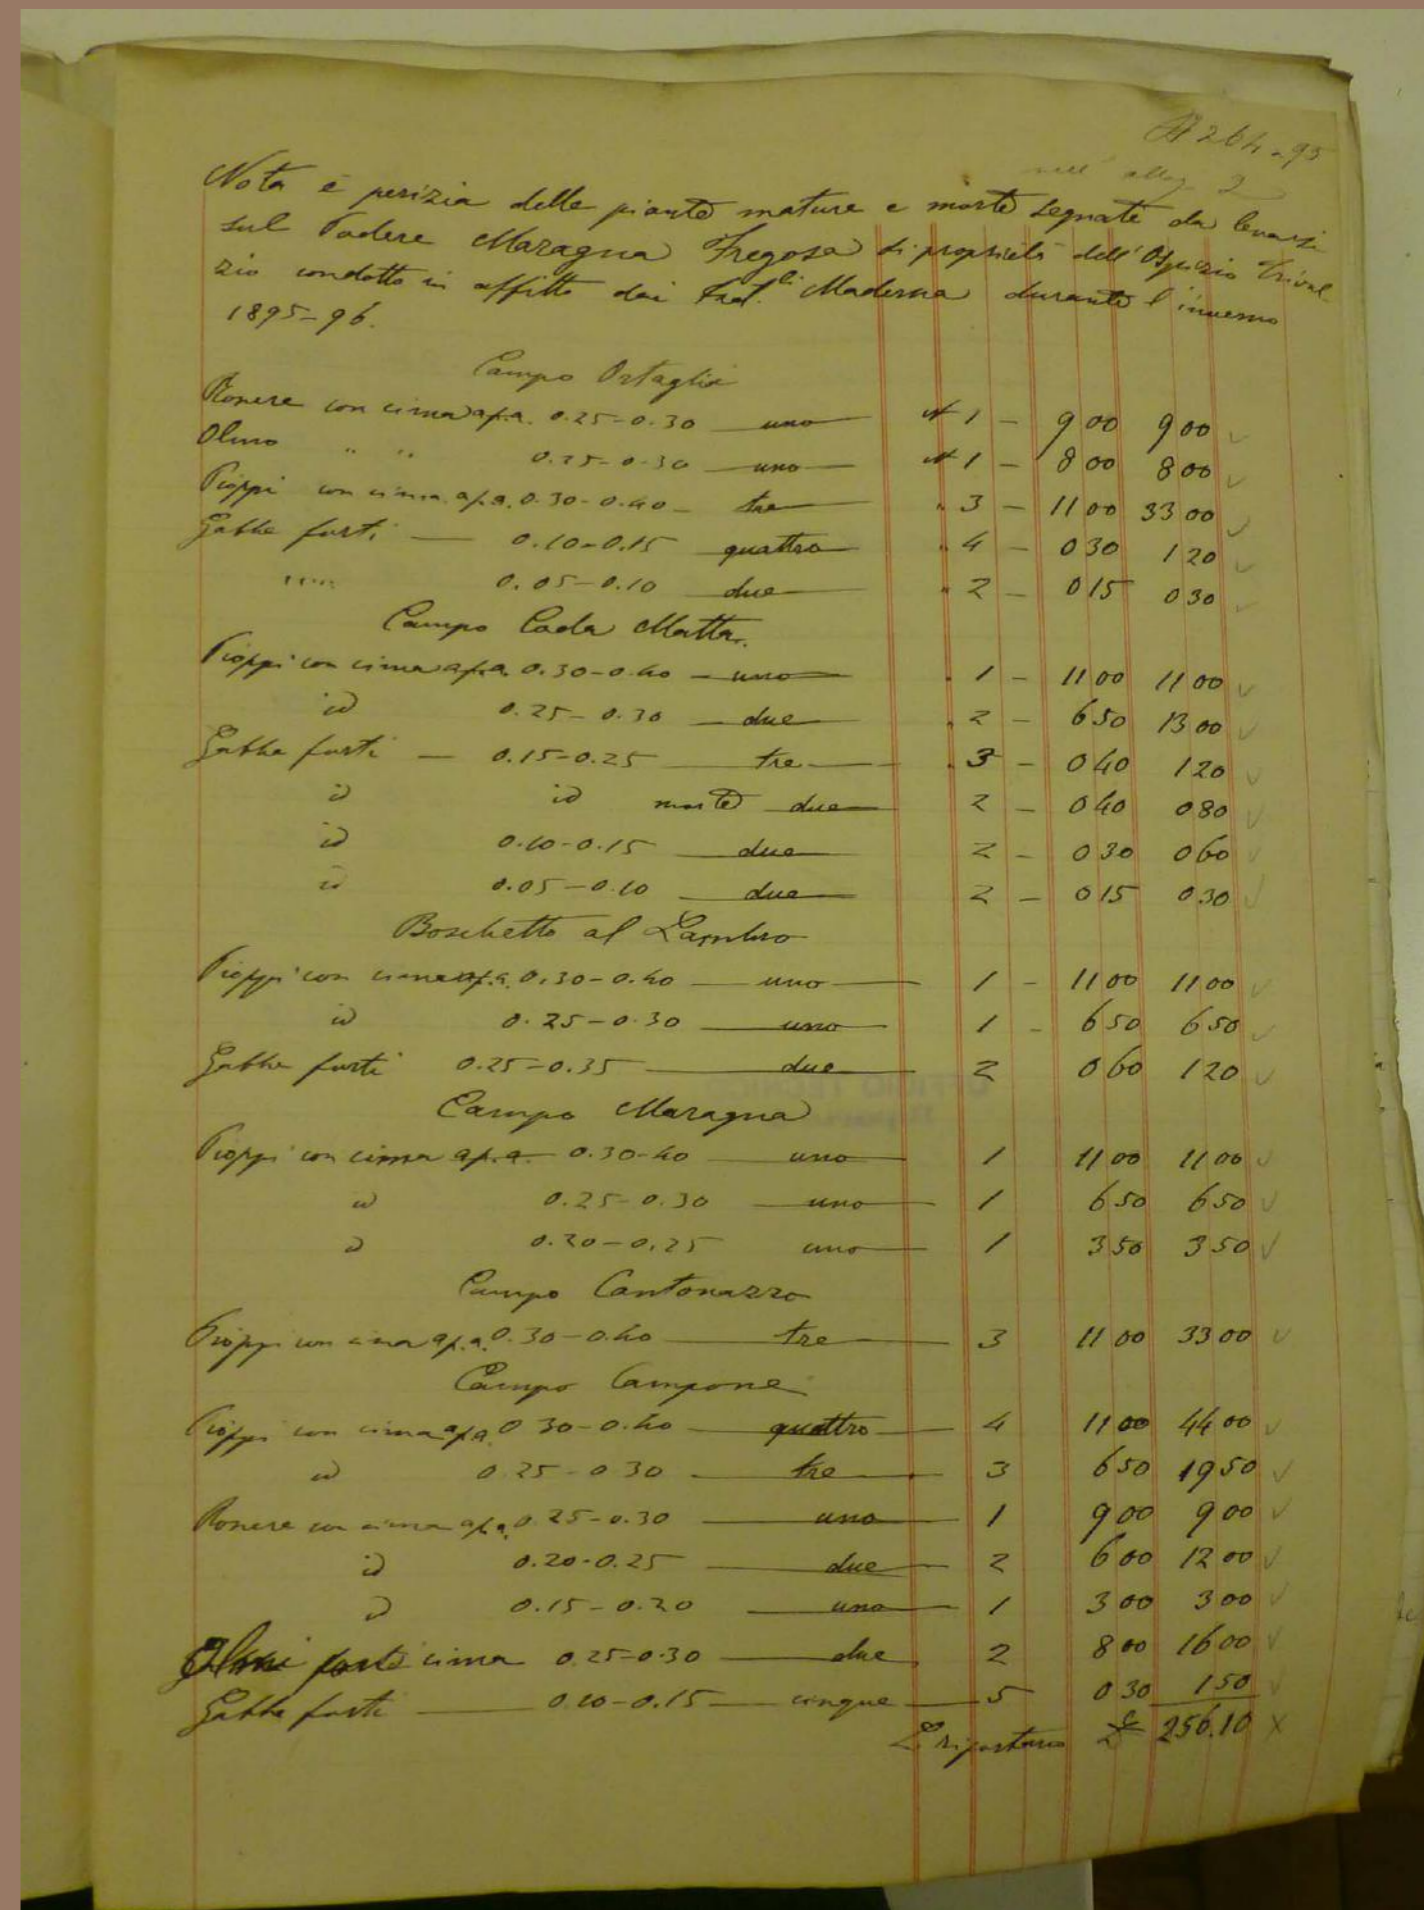 264-95
nell' alleg 2
Nota e perizia delle piante mature e morte segnate da levarsi
sul Podere Maragna Fregosa di proprietà dell'Ospizio Trivul
zio condotto in affitto dai Frat.lli Maderna durante l'inverno
1895-96.
Campo Ortaglia
Rovere con cima a p.a. 0.25-0.30 uno N 1 - 9 00 9 00
Olmo " " 0.25-0.30 uno N 1 - 8 00 8 00
Pioppi con cima a p.a. 0.30-0.40 - tre " 3 - 11 00 33 00
Gabbe forti — 0.10-0.15 quattro " 4 - 0 30 1 20
" " 0.05-0.10 due " 2 - 0 15 0 30
Campo Coda Matta
Pioppi con cima a p.a. 0.30-0.40 - uno " 1 - 11 00 11 00
id 0.25-0.30 - due " 2 - 6 50 13 00
Gabbe forti — 0.15-0.25 tre " 3 - 0 40 1 20
id id morte due 2 - 0 40 0 80
id 0.10-0.15 due 2 - 0 30 0 60
id 0.05-0.10 due 2 - 0 15 0 30
Boschetto al Lambro
Pioppi con cima a p.a. 0.30-0.40 - uno 1 - 11 00 11 00
id 0.25-0.30 uno 1 - 6 50 6 50
Gabbe forti 0.25-0.35 due 2 0 60 1 20
Campo Maragna
Pioppi con cima a p.a. 0.30-40 uno 1 11 00 11 00
id 0.25-0.30 uno 1 6 50 6 50
id 0.20-0.25 uno 1 3 50 3 50
Campo Cantonazzo
Pioppi con cima a p.a. 0.30-0.40 tre 3 11 00 33 00
Campo Campone
Pioppi con cima a p.a. 0 30-0.40 quattro 4 11 00 44 00
id 0.25-0.30 tre 3 6 50 19 50
Rovere con cima a p.a. 0.25-0.30 uno 1 9 00 9 00
id 0.20-0.25 due 2 6 00 12 00
id 0.15-0.20 uno 1 3 00 3 00
Olmi cima 0.25-0.30 due 2 8 00 16 00
Gabbe forti — 0.10-0.15 cinque 5 0 30 1 50
riportarsi £ 256.10 X